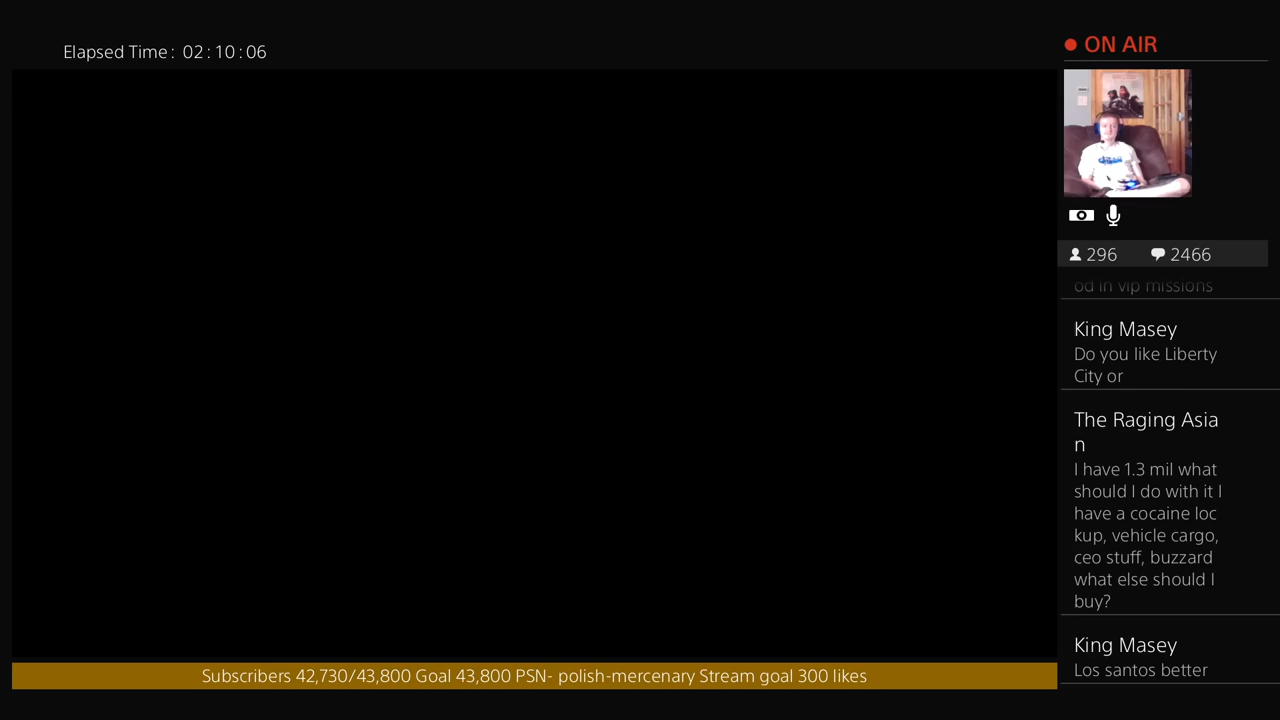 Elapsed Time: 02:10:06
ON AIR
296 2466
od in vip missions
King Masey
Do you like Liberty
City or
The Raging Asia
n
I have 1.3 mil what
should I do with it I
have a cocaine loc
kup, vehicle cargo,
ceo stuff, buzzard
what else should I
buy?
King Masey
Los santos better
Subscribers 42,730/43,800 Goal 43,800 PSN- polish-mercenary Stream goal 300 likes